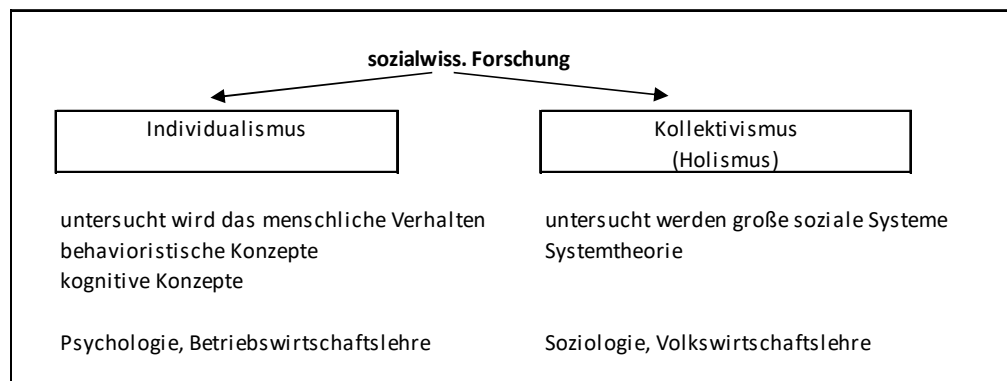 sozialwiss. Forschung
Individualismus
Kollektivismus
(Holismus)
untersucht wird das menschliche Verhalten
behavioristische Konzepte
kognitive Konzepte
Psychologie, Betriebswirtschaftslehre
untersucht werden große soziale Systeme
Systemtheorie
Soziologie, Volkswirtschaftslehre